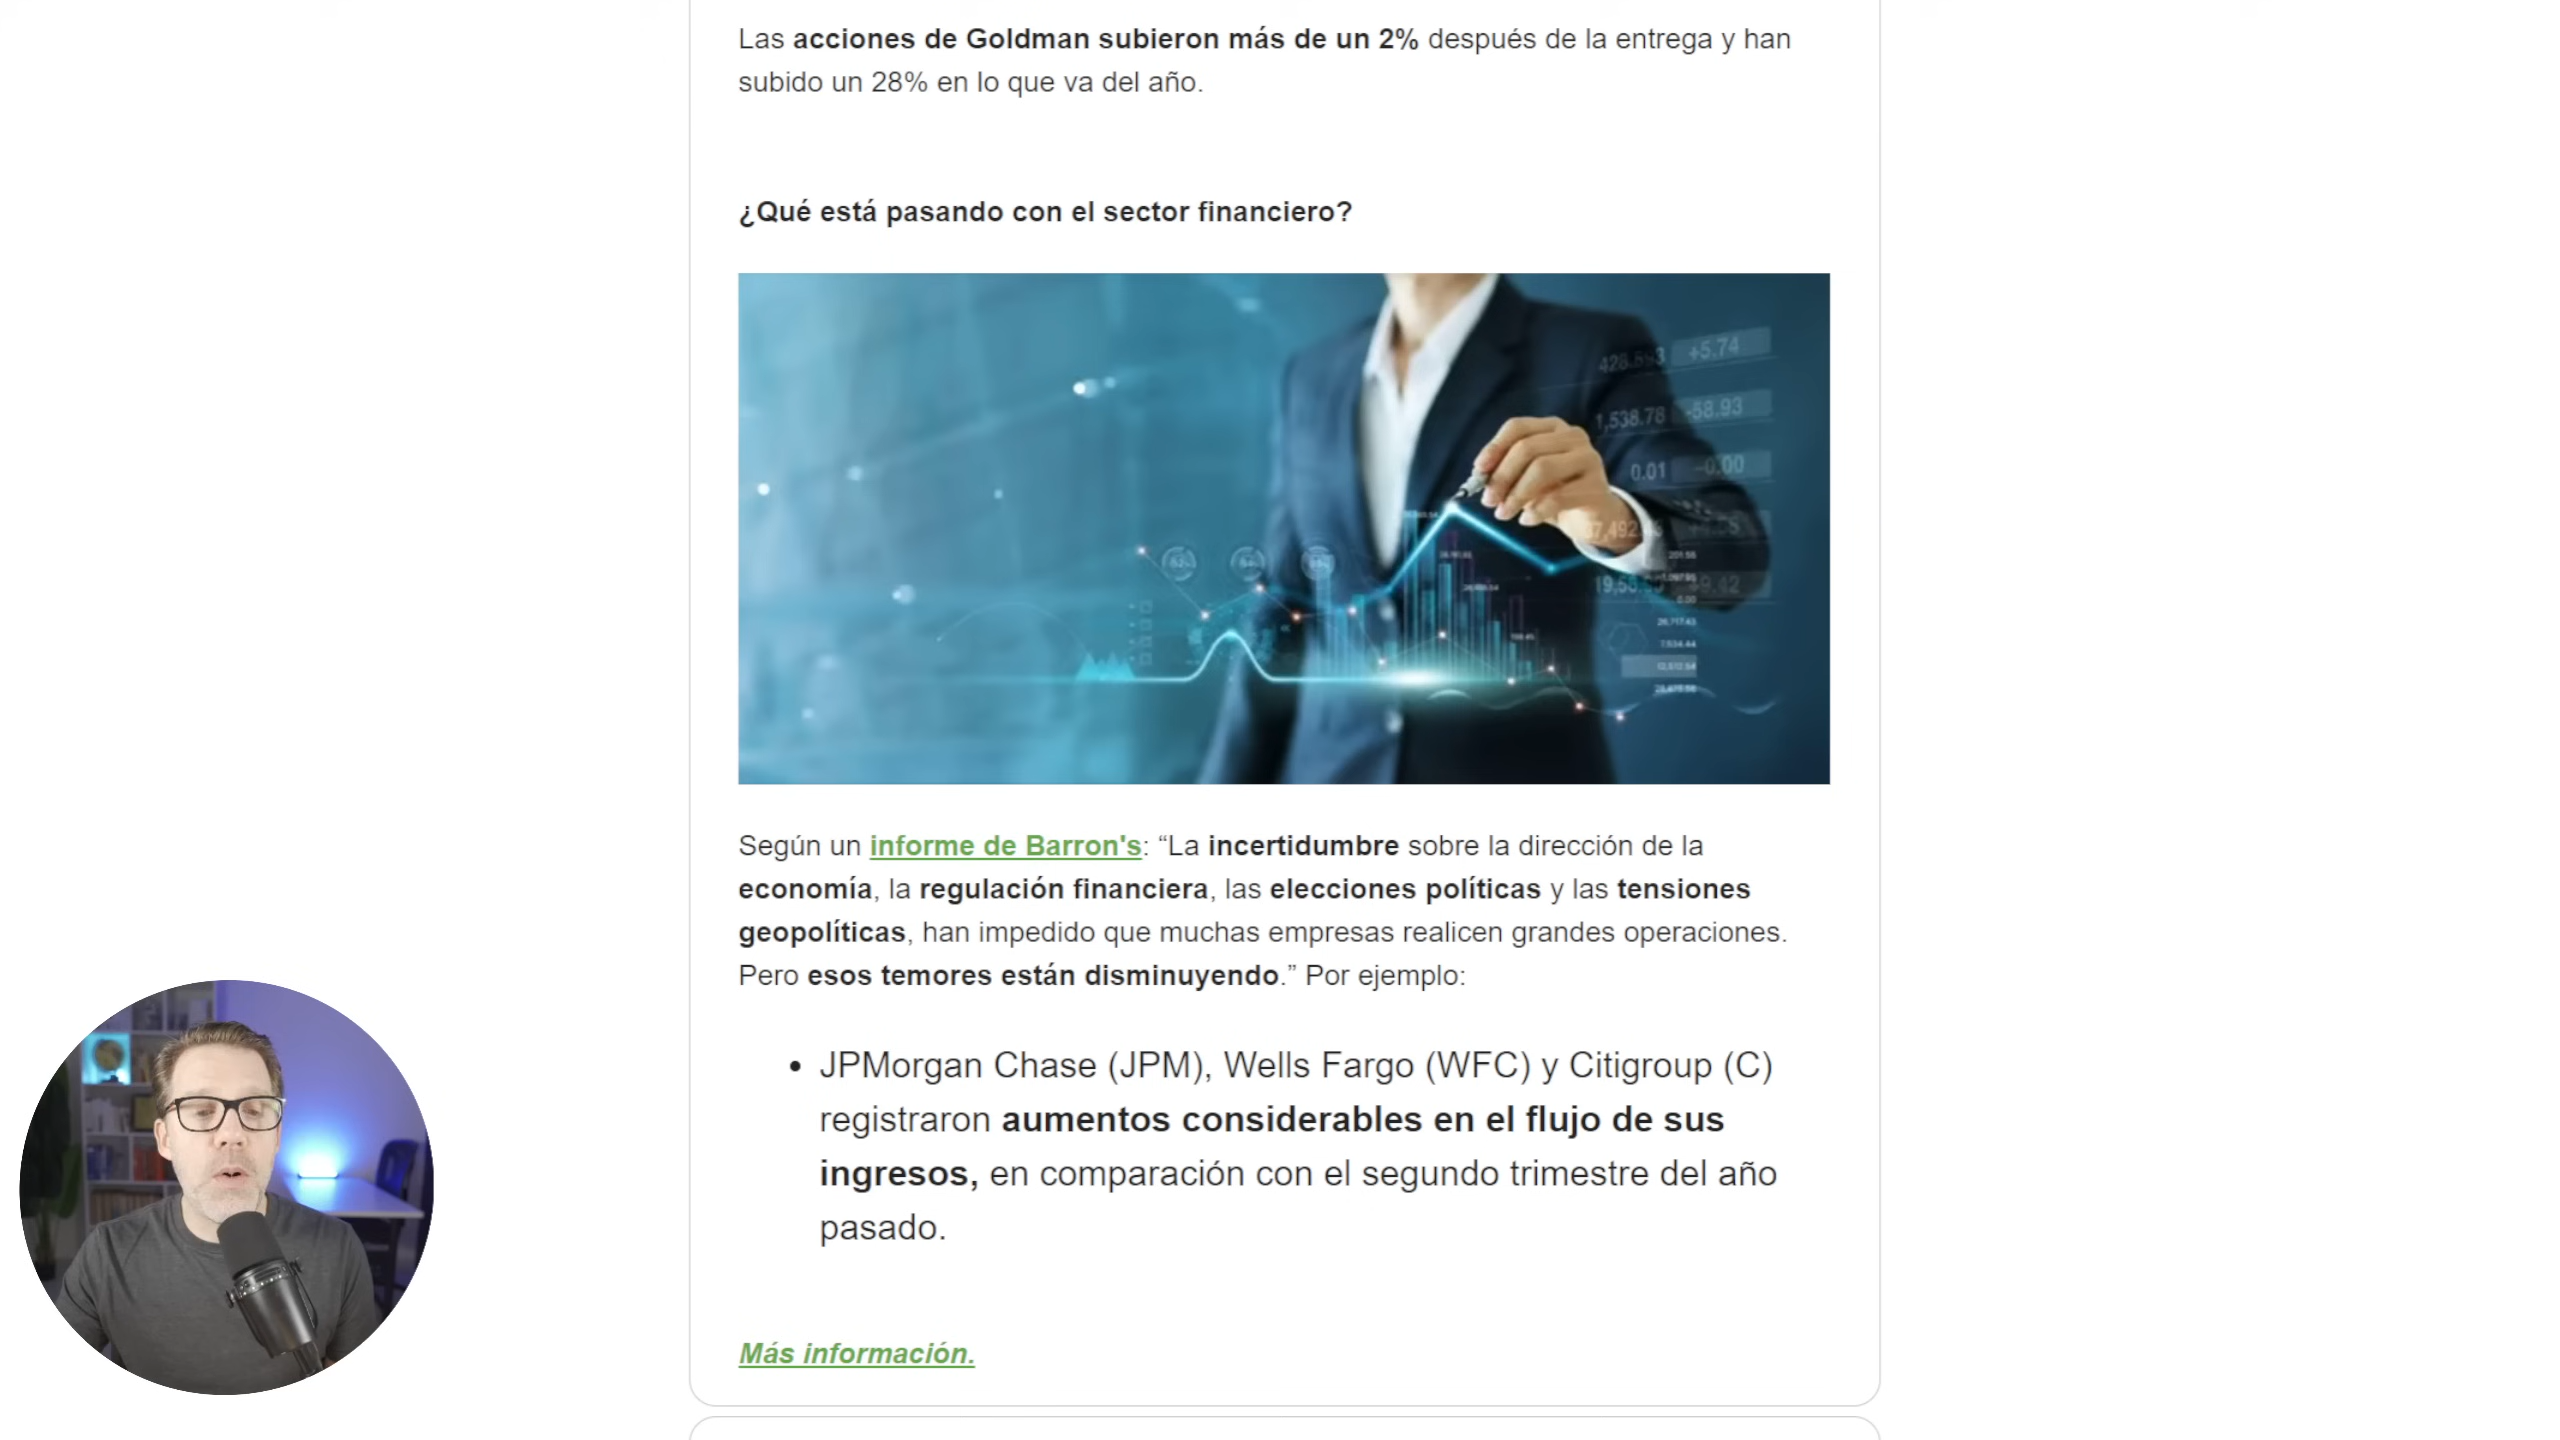 Las acciones de Goldman subieron más de un 2% después de la entrega y han
subido un 28% en lo que va del año.
¿Qué está pasando con el sector financiero?
+5.74
1,538.78 -58.93
0.01 -0.00
Según un informe de Barron's: “La incertidumbre sobre la dirección de la
economía, la regulación financiera, las elecciones políticas y las tensiones
geopolíticas, han impedido que muchas empresas realicen grandes operaciones.
Pero esos temores están disminuyendo.” Por ejemplo:
• JPMorgan Chase (JPM), Wells Fargo (WFC) y Citigroup (C)
registraron aumentos considerables en el flujo de sus
ingresos, en comparación con el segundo trimestre del año
pasado.
Más información.